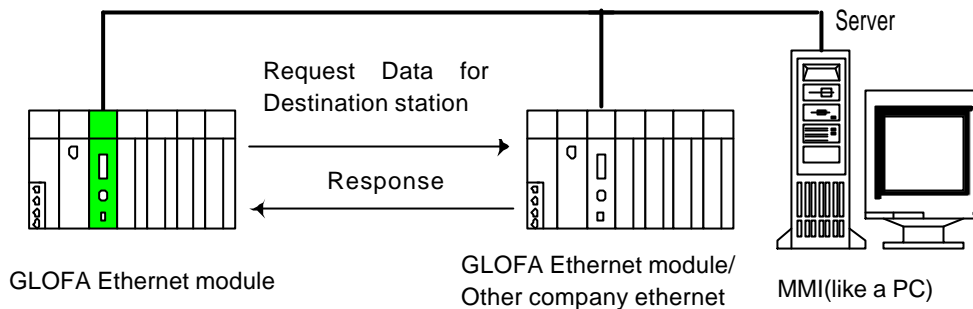 Server
Request Data for
Destination station
Response
GLOFA Ethernet module
GLOFA Ethernet module/
Other company ethernet
MMI(like a PC)